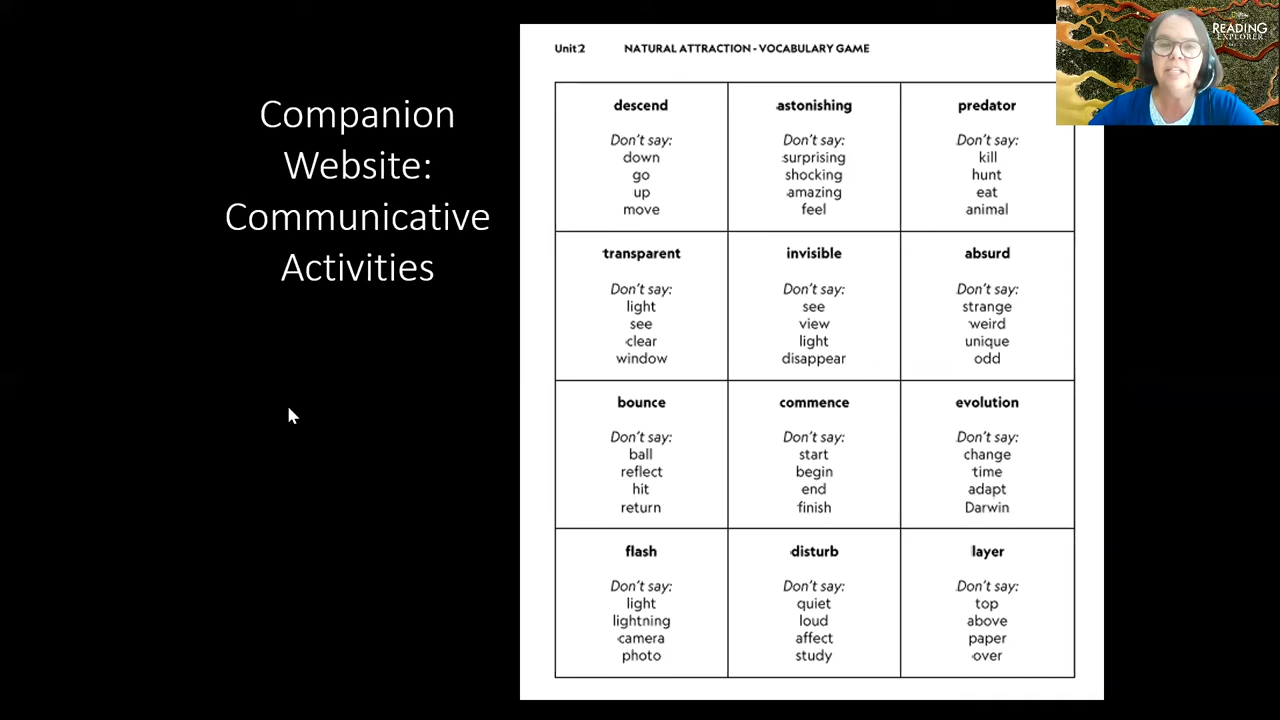 Companion
Website:
Communicative
Activities
Unit 2 NATURAL ATTRACTION - VOCABULARY GAME
descend
Don't say:
down
go
up
move
astonishing
Don't say:
surprising
shocking
amazing
feel
predator
Don't say:
kill
hunt
eat
animal
transparent
Don't say:
light
see
clear
window
invisible
Don't say:
see
view
light
disappear
absurd
Don't say:
strange
weird
unique
odd
bounce
Don't say:
ball
reflect
hit
return
commence
Don't say:
start
begin
end
finish
evolution
Don't say:
change
time
adapt
Darwin
flash
Don't say:
light
lightning
camera
photo
disturb
Don't say:
quiet
loud
affect
study
layer
Don't say:
top
above
paper
over
READING
EXPLORER